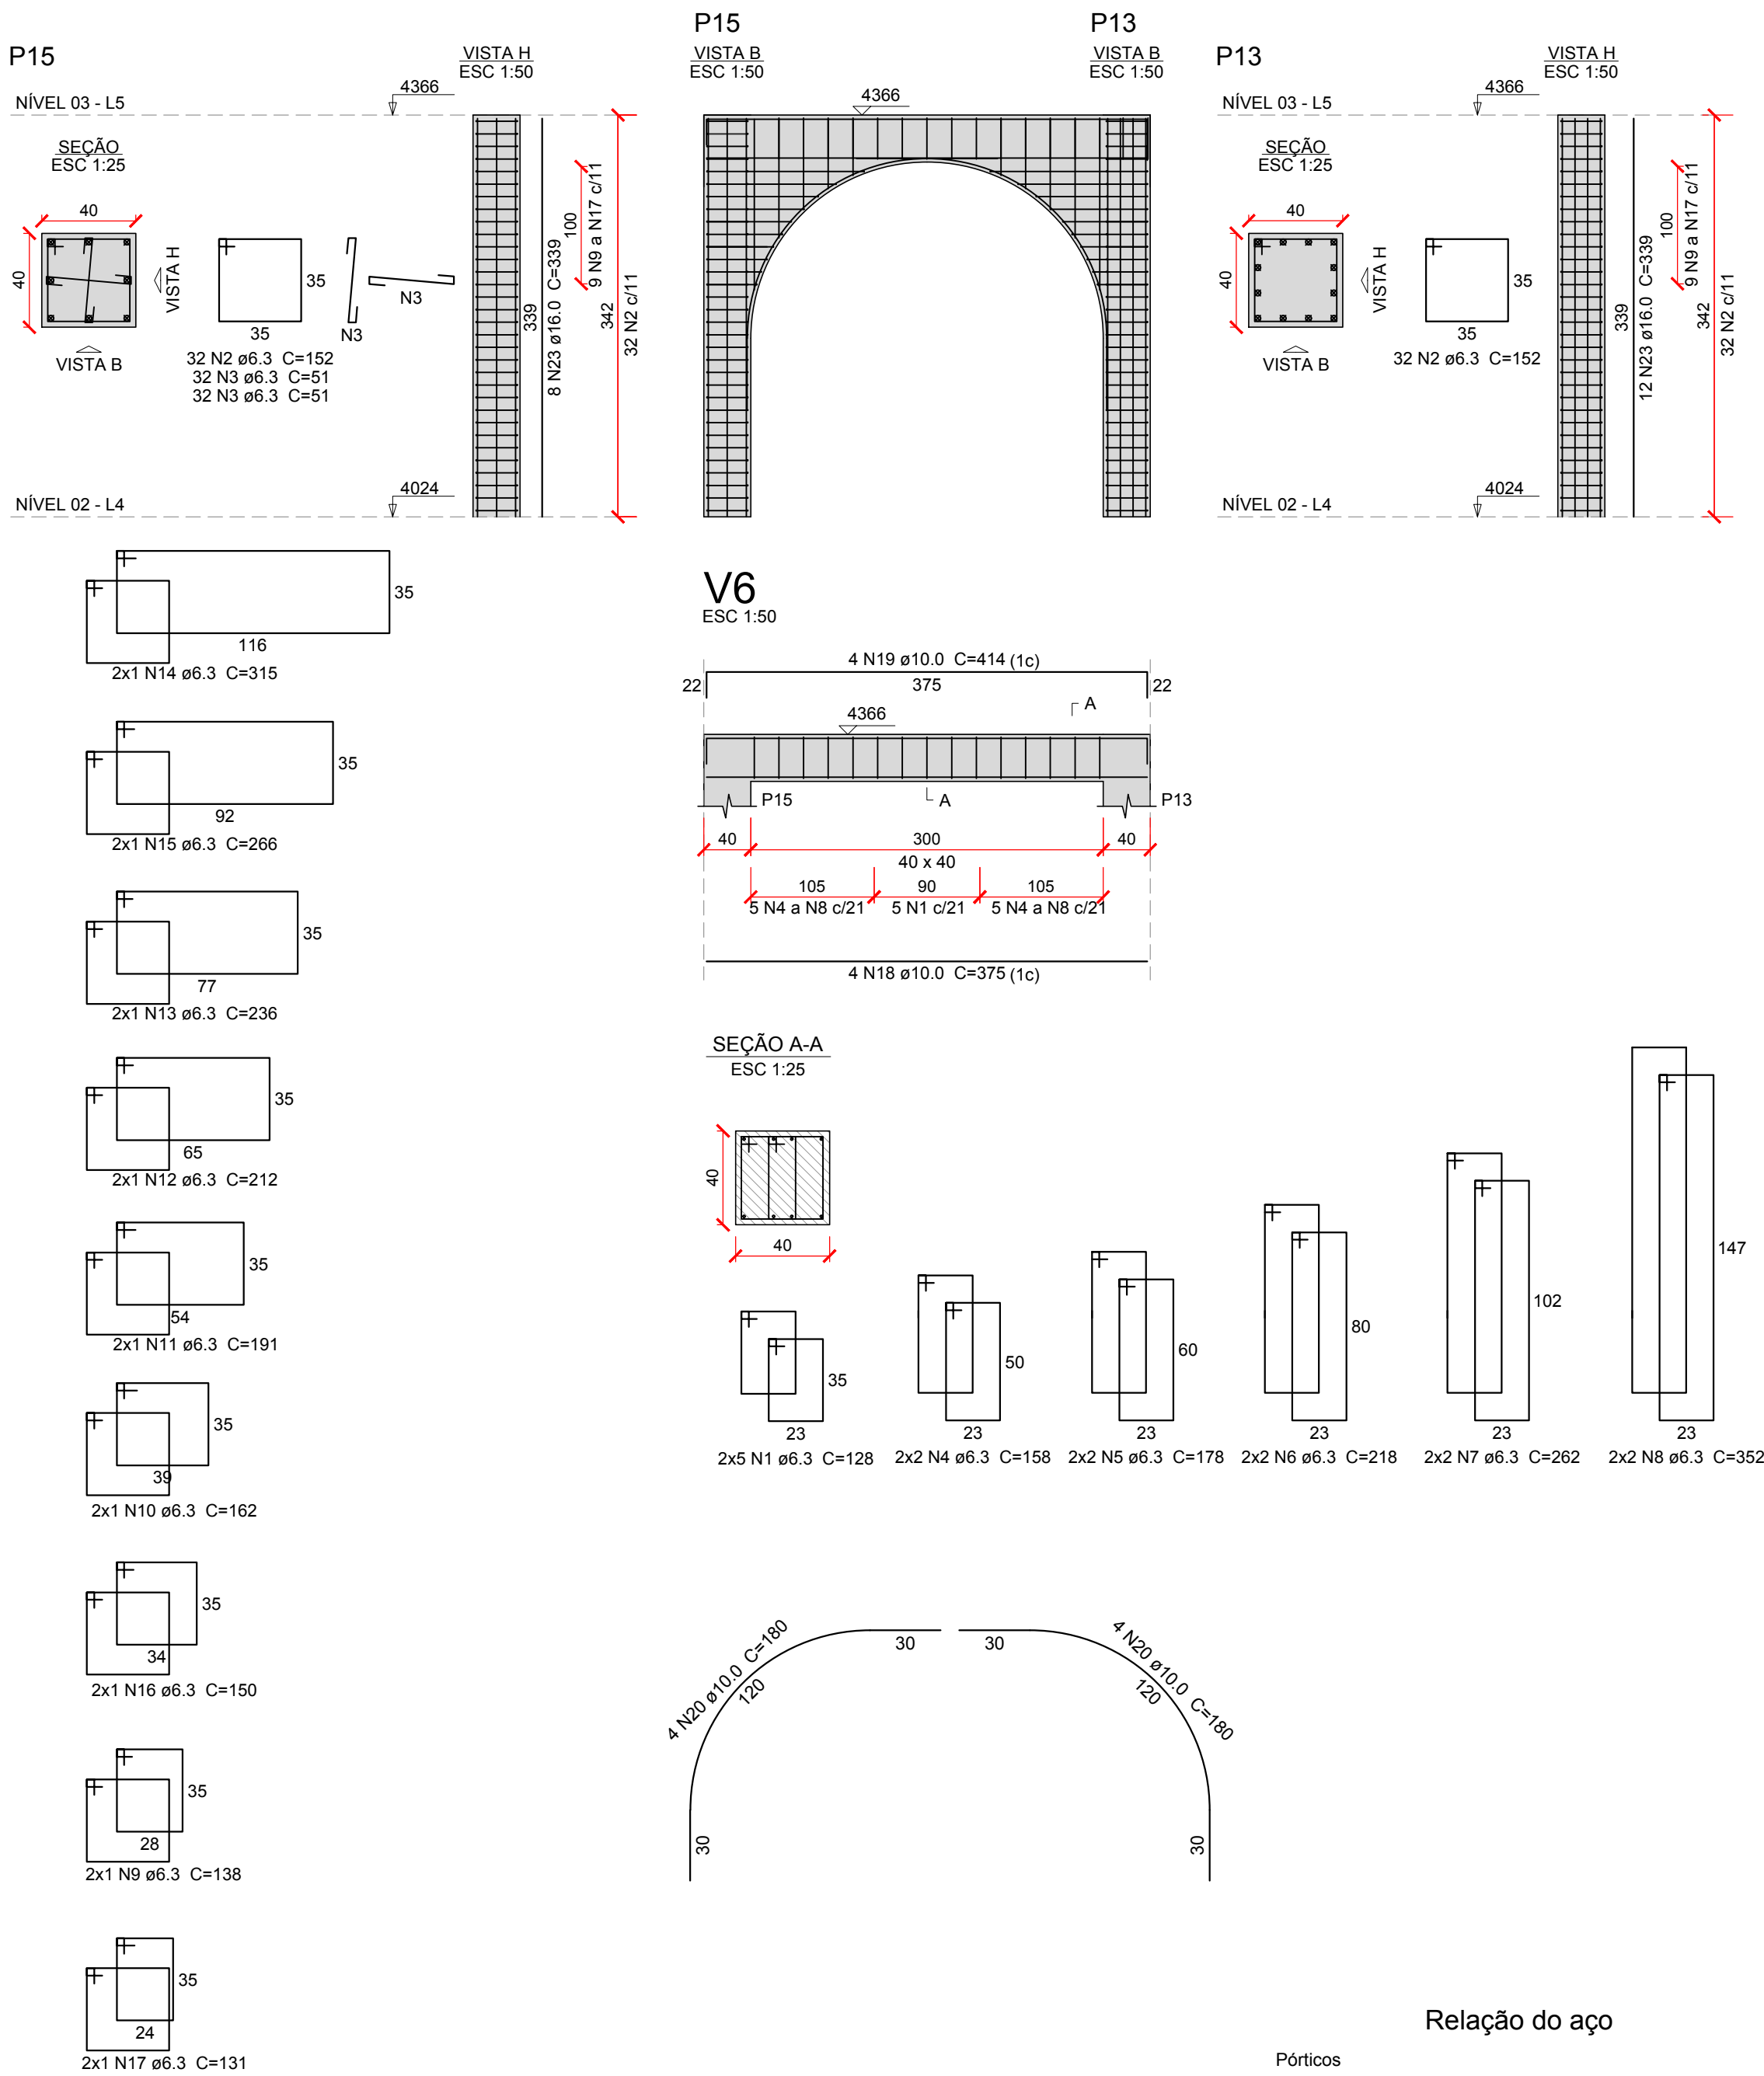 P15
VISTA H
ESC 1:50
NÍVEL 03 - L5
4366
SEÇÃO
ESC 1:25
40
40
VISTA H
VISTA B
35
35
N3
N3
32 N2 ø6.3 C=152
32 N3 ø6.3 C=51
32 N3 ø6.3 C=51
339
8 N23 ø16.0 C=339
100
9 N9 a N17 c/11
342
32 N2 c/11
NÍVEL 02 - L4
4024
P15
VISTA B
ESC 1:50
P13
VISTA B
ESC 1:50
4366
P13
VISTA H
ESC 1:50
NÍVEL 03 - L5
4366
SEÇÃO
ESC 1:25
40
40
VISTA H
VISTA B
35
35
32 N2 ø6.3 C=152
339
12 N23 ø16.0 C=339
100
9 N9 a N17 c/11
342
32 N2 c/11
NÍVEL 02 - L4
4024
35
116
2x1 N14 ø6.3 C=315
35
92
2x1 N15 ø6.3 C=266
35
77
2x1 N13 ø6.3 C=236
35
65
2x1 N12 ø6.3 C=212
35
54
2x1 N11 ø6.3 C=191
35
39
2x1 N10 ø6.3 C=162
35
34
2x1 N16 ø6.3 C=150
35
28
2x1 N9 ø6.3 C=138
35
24
2x1 N17 ø6.3 C=131
V6
ESC 1:50
4 N19 ø10.0 C=414 (1c)
22
375
22
A
4366
P15
A
P13
40
300
40
40 x 40
105
90
105
5 N4 a N8 c/21
5 N1 c/21
5 N4 a N8 c/21
4 N18 ø10.0 C=375 (1c)
SEÇÃO A-A
ESC 1:25
40
40
35
23
2x5 N1 ø6.3 C=128
50
23
2x2 N4 ø6.3 C=158
60
23
2x2 N5 ø6.3 C=178
80
23
2x2 N6 ø6.3 C=218
102
23
2x2 N7 ø6.3 C=262
147
23
2x2 N8 ø6.3 C=352
4 N20 ø10.0 C=180
120
30
30
30
4 N20 ø10.0 C=180
120
30
Relação do aço
Pórticos